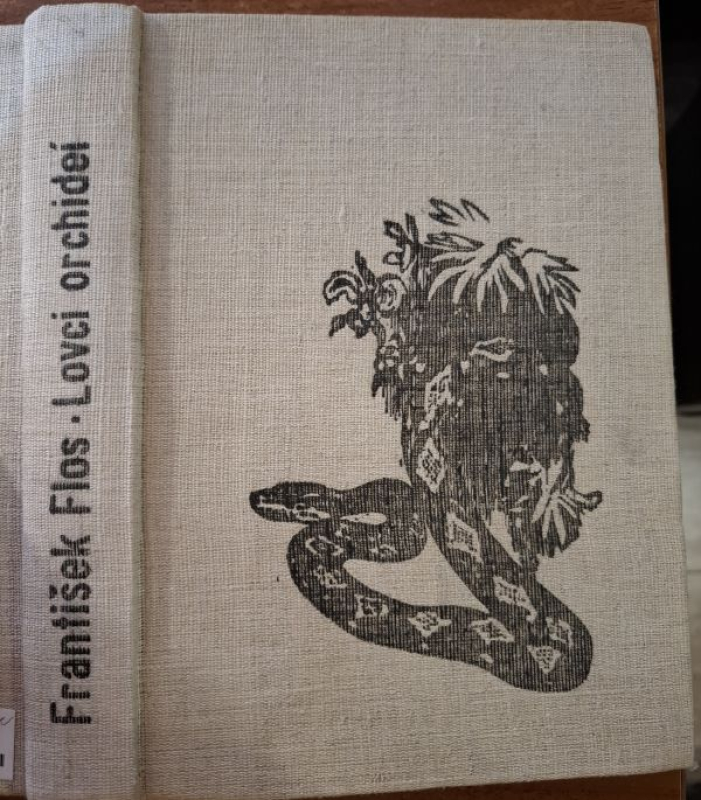 František Flos · Lovci orchideí